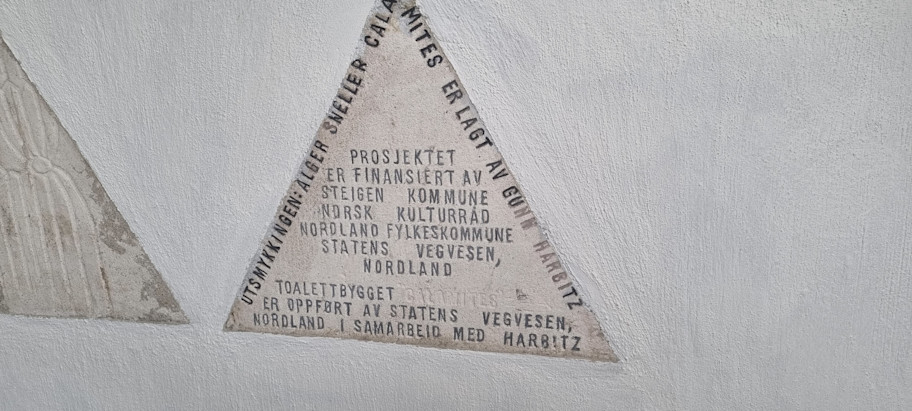 UTSMYKKINGEN: ALGER SNELLER CALAMITES ER LAGT AV GUNN HARBITZ
PROSJEKTET
ER FINANSIERT AV
STEIGEN KOMMUNE
NORSK KULTURRÅD
NORDLAND FYLKESKOMMUNE
STATENS VEGVESEN,
NORDLAND
TOALETTBYGGET CALAMITES
ER OPPFØRT AV STATENS VEGVESEN,
NORDLAND I SAMARBEID MED HARBITZ